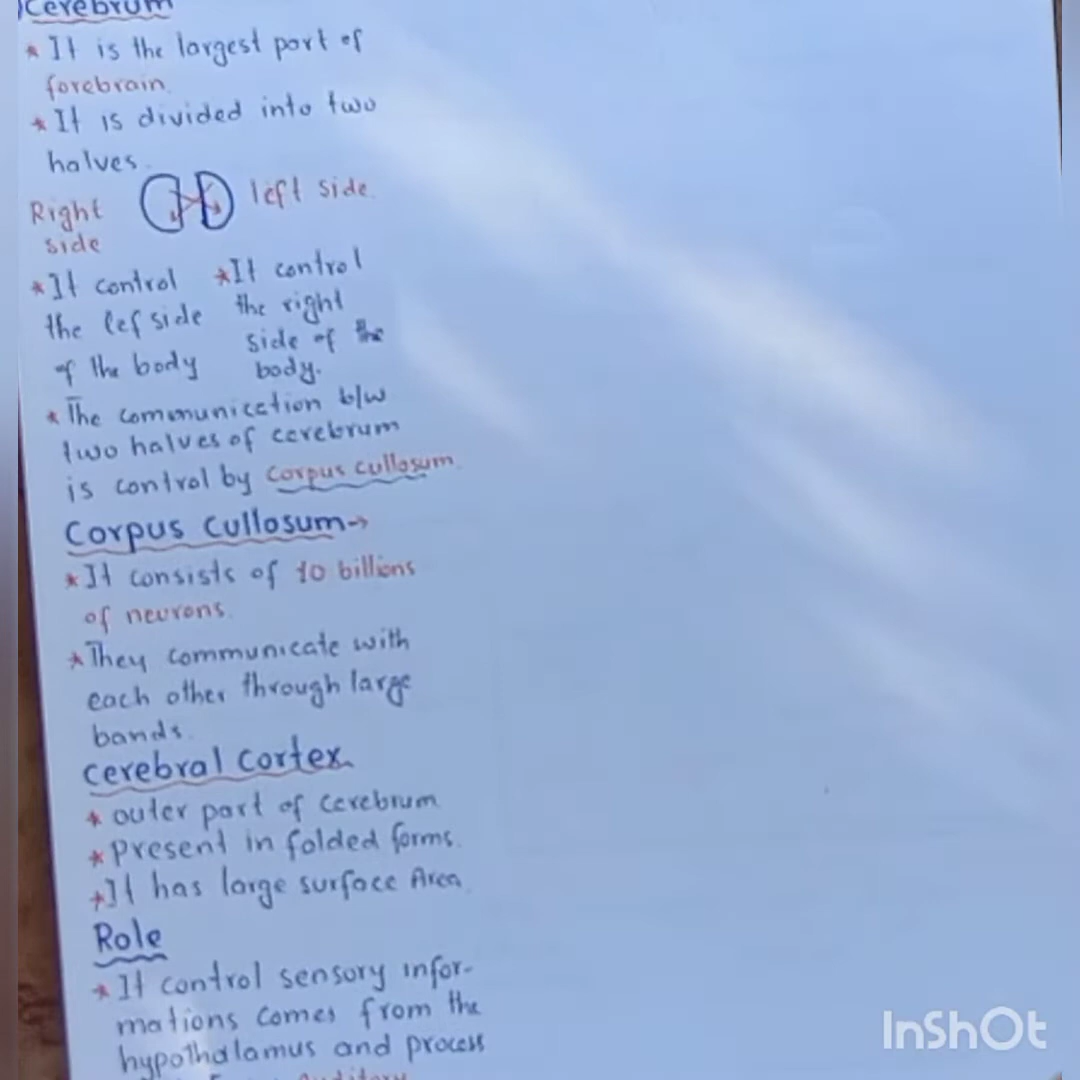 Cerebrum
* It is the largest part of
forebrain.
* It is divided into two
halves.
Right side
left side.
* It control the lef side of the body
* It control the right side of the body.
* The communication b/w
two halves of cerebrum
is control by corpus cullosum.
Corpus Cullosum→
* It consists of 10 billions
of neurons.
* They communicate with
each other through large
bands.
Cerebral Cortex.
* outer part of cerebrum
* Present in folded forms.
* It has large surface Area.
Role
* It control sensory infor-
mations comes from the
hypothalamus and process
Auditory
InShOt